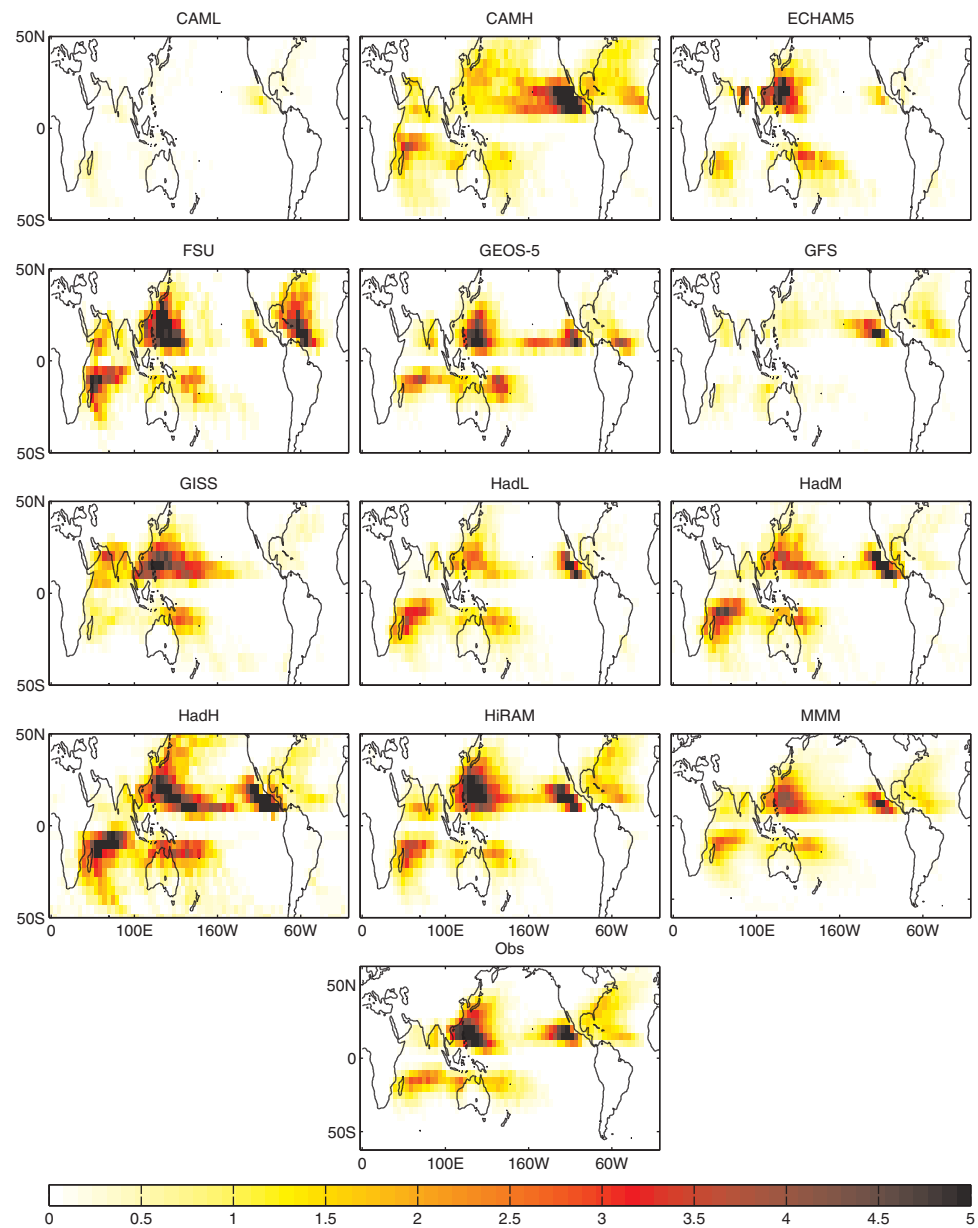 CAML CAMH ECHAM5
50N
0
50S
FSU GEOS-5 GFS
50N
0
50S
GISS HadL HadM
50N
0
50S
HadH HiRAM MMM
50N
0
50S
0 100E 160W 60W 0 100E 160W 60W 0 100E 160W 60W
Obs
50N
0
50S
0 100E 160W 60W
0 0.5 1 1.5 2 2.5 3 3.5 4 4.5 5